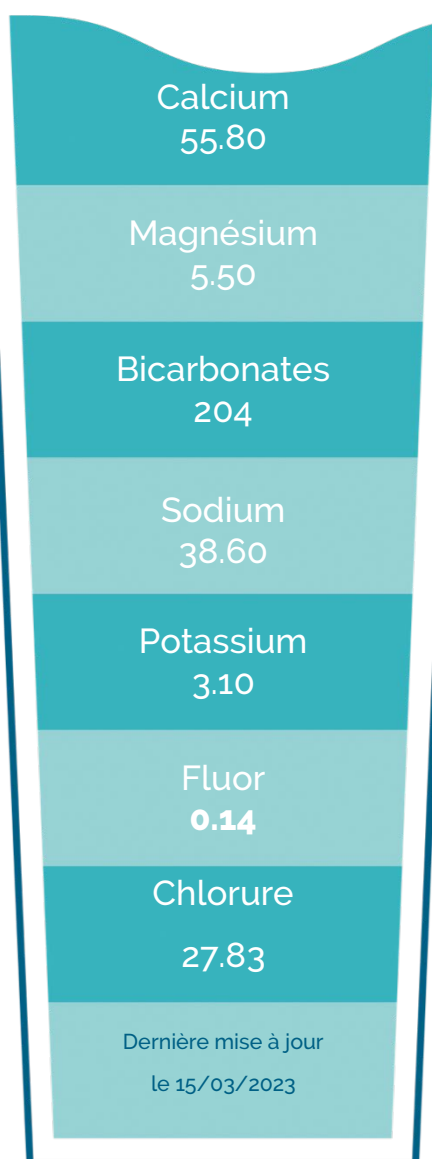 Calcium
55.80
Magnésium
5.50
Bicarbonates
204
Sodium
38.60
Potassium
3.10
Fluor
0.14
Chlorure
27.83
Dernière mise à jour
le 15/03/2023